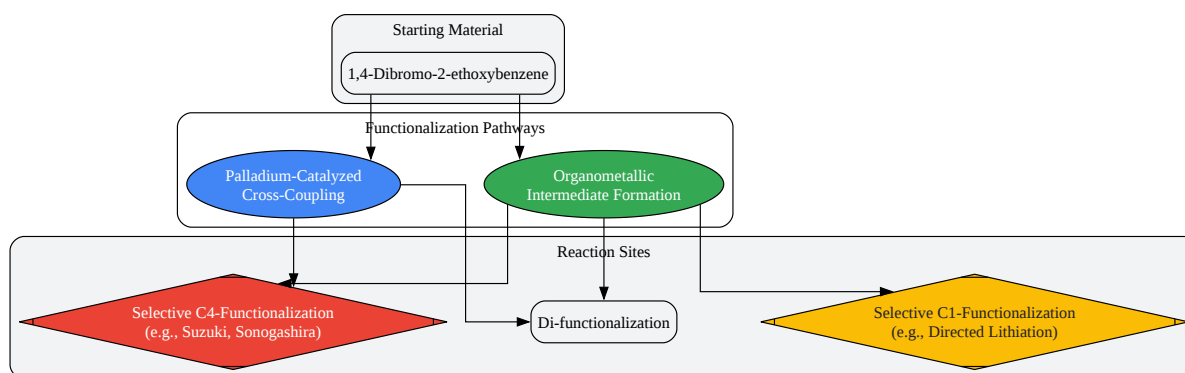 Starting Material
1,4-Dibromo-2-ethoxybenzene
Functionalization Pathways
Palladium-Catalyzed
Cross-Coupling
Organometallic
Intermediate Formation
Reaction Sites
Selective C4-Functionalization
(e.g., Suzuki, Sonogashira)
Di-functionalization
Selective C1-Functionalization
(e.g., Directed Lithiation)